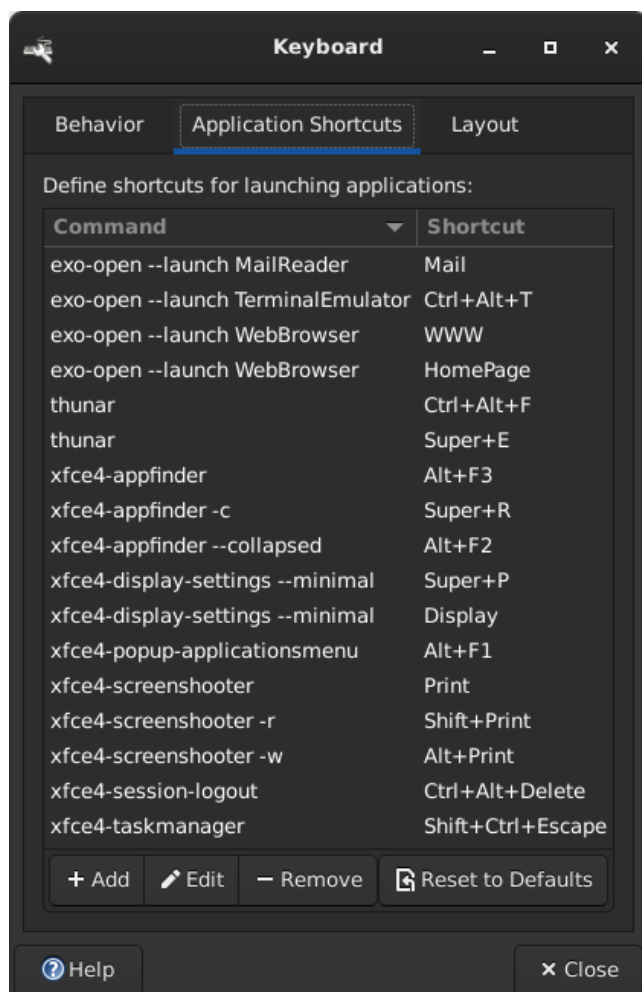 Keyboard
Behavior Application Shortcuts Layout
Define shortcuts for launching applications:
Command Shortcut
exo-open --launch MailReader Mail
exo-open --launch TerminalEmulator Ctrl+Alt+T
exo-open --launch WebBrowser WWW
exo-open --launch WebBrowser HomePage
thunar Ctrl+Alt+F
thunar Super+E
xfce4-appfinder Alt+F3
xfce4-appfinder -c Super+R
xfce4-appfinder --collapsed Alt+F2
xfce4-display-settings --minimal Super+P
xfce4-display-settings --minimal Display
xfce4-popup-applicationsmenu Alt+F1
xfce4-screenshooter Print
xfce4-screenshooter -r Shift+Print
xfce4-screenshooter -w Alt+Print
xfce4-session-logout Ctrl+Alt+Delete
xfce4-taskmanager Shift+Ctrl+Escape
Add Edit Remove Reset to Defaults
Help Close